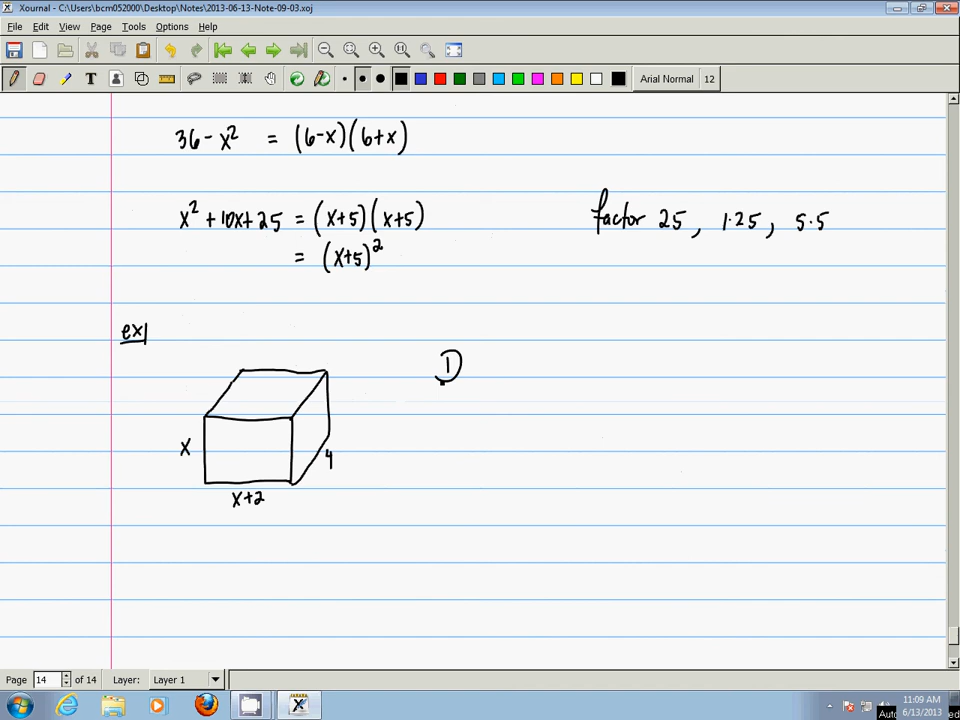 Xournal - C:\Users\bcm052000\Desktop\Notes\2013-06-13-Note-09-03.xoj
File Edit View Page Tools Options Help
Arial Normal 12
36 - x² = (6-x)(6+x)
x² + 10x + 25 = (x+5)(x+5) factor 25, 1·25, 5·5
= (x+5)²
ex1
①
x
4
x+2
Page 14 of 14 Layer: Layer 1
11:09 AM
6/13/2013